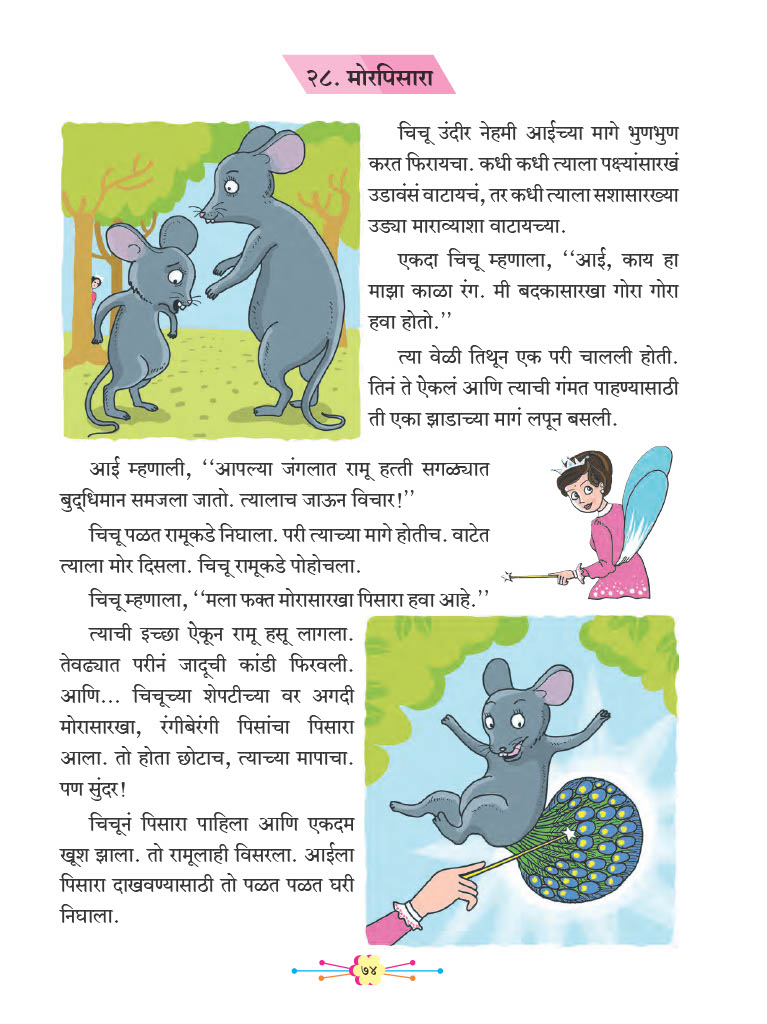 २८. मोरपिसारा
चिचू उंदीर नेहमी आईच्या मागे भुणभुण
करत फिरायचा. कधी कधी त्याला पक्ष्यांसारखं
उडावंसं वाटायचं, तर कधी त्याला सशासारख्या
उड्या माराव्याशा वाटायच्या.
एकदा चिचू म्हणाला, ‘‘आई, काय हा
माझा काळा रंग. मी बदकासारखा गोरा गोरा
हवा होतो.’’
त्या वेळी तिथून एक परी चालली होती.
तिनं ते ऐकलं आणि त्याची गंमत पाहण्यासाठी
ती एका झाडाच्या मागं लपून बसली.
आई म्हणाली, ‘‘आपल्या जंगलात रामू हत्ती सगळ्यात
बुद्धिमान समजला जातो. त्यालाच जाऊन विचार!’’
चिचू पळत रामूकडे निघाला. परी त्याच्या मागे होतीच. वाटेत
त्याला मोर दिसला. चिचू रामूकडे पोहोचला.
चिचू म्हणाला, ‘‘मला फक्त मोरासारखा पिसारा हवा आहे.’’
त्याची इच्छा ऐकून रामू हसू लागला.
तेवढ्यात परीनं जादूची कांडी फिरवली.
आणि... चिचूच्या शेपटीच्या वर अगदी
मोरासारखा, रंगीबेरंगी पिसांचा पिसारा
आला. तो होता छोटाच, त्याच्या मापाचा.
पण सुंदर!
चिचूनं पिसारा पाहिला आणि एकदम
खूश झाला. तो रामूलाही विसरला. आईला
पिसारा दाखवण्यासाठी तो पळत पळत घरी
निघाला.
७४